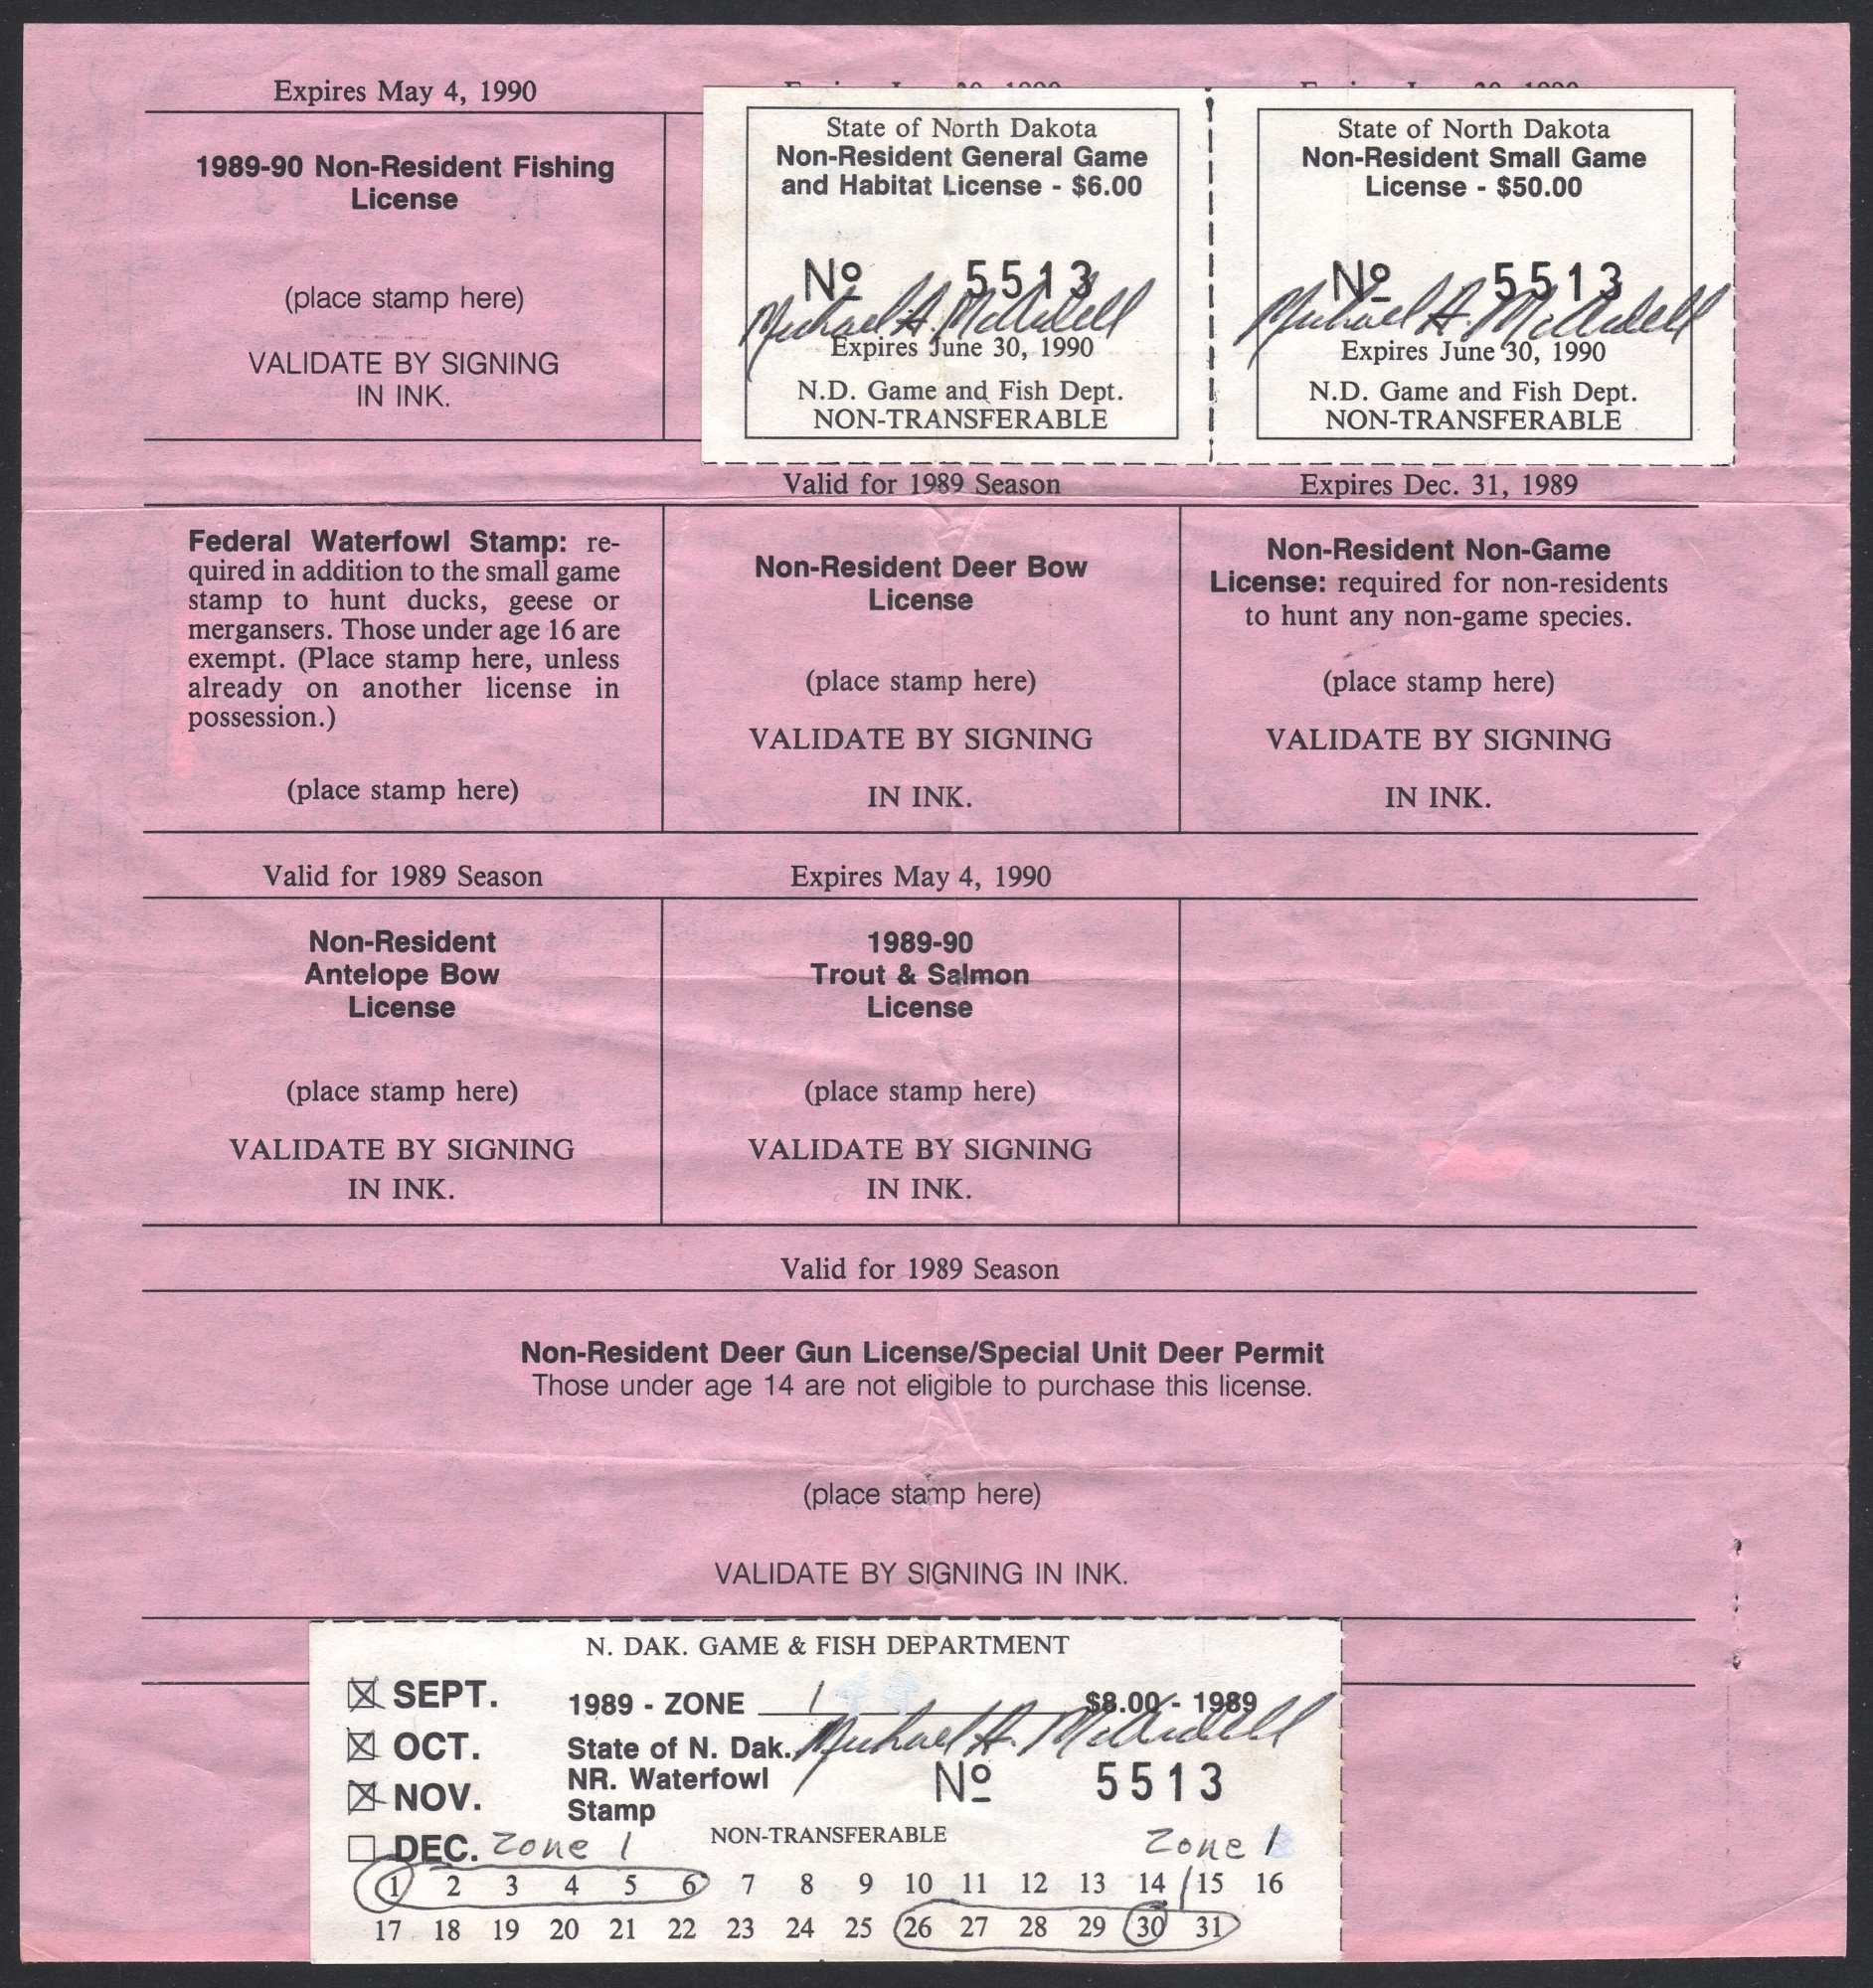 Expires May 4, 1990
1989-90 Non-Resident Fishing
License
(place stamp here)
VALIDATE BY SIGNING
IN INK.
State of North Dakota
Non-Resident General Game
and Habitat License - $6.00
No 5513
Michael A.
Expires June 30, 1990
N.D. Game and Fish Dept.
NON-TRANSFERABLE
State of North Dakota
Non-Resident Small Game
License - $50.00
No 5513
Michael A.
Expires June 30, 1990
N.D. Game and Fish Dept.
NON-TRANSFERABLE
Federal Waterfowl Stamp: re-
quired in addition to the small game
stamp to hunt ducks, geese or
mergansers. Those under age 16 are
exempt. (Place stamp here, unless
already on another license in
possession.)
(place stamp here)
Valid for 1989 Season
Non-Resident Deer Bow
License
(place stamp here)
VALIDATE BY SIGNING
IN INK.
Expires Dec. 31, 1989
Non-Resident Non-Game
License: required for non-residents
to hunt any non-game species.
(place stamp here)
VALIDATE BY SIGNING
IN INK.
Valid for 1989 Season
Non-Resident
Antelope Bow
License
(place stamp here)
VALIDATE BY SIGNING
IN INK.
Expires May 4, 1990
1989-90
Trout & Salmon
License
(place stamp here)
VALIDATE BY SIGNING
IN INK.
Valid for 1989 Season
Non-Resident Deer Gun License/Special Unit Deer Permit
Those under age 14 are not eligible to purchase this license.
(place stamp here)
VALIDATE BY SIGNING IN INK.
N. DAK. GAME & FISH DEPARTMENT
SEPT.
OCT.
NOV.
DEC. Zone 1
1989 - ZONE 1 $8.00 - 1989
State of N. Dak. Michael A.
NR. Waterfowl
Stamp
No 5513
NON-TRANSFERABLE
Zone 1
1 2 3 4 5 6 7 8 9 10 11 12 13 14 15 16
17 18 19 20 21 22 23 24 25 26 27 28 29 30 31